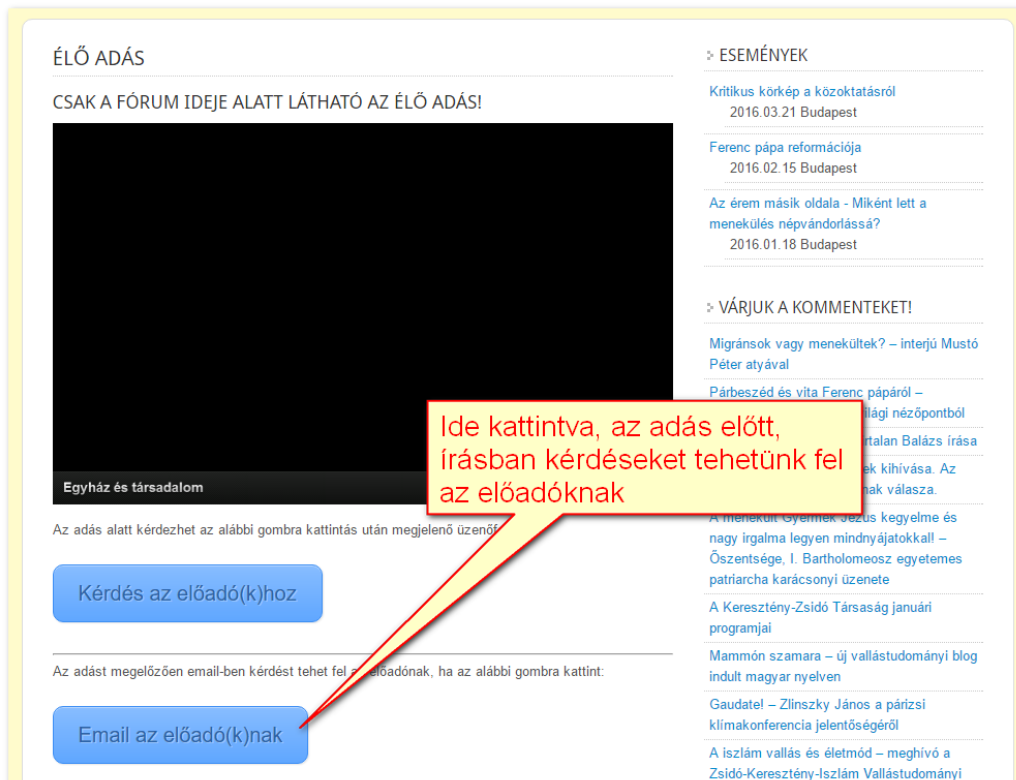 ÉLŐ ADÁS
CSAK A FÓRUM IDEJE ALATT LÁTHATÓ AZ ÉLŐ ADÁS!
Egyház és társadalom
Ide kattintva, az adás előtt,
írásban kérdéseket tehetünk fel
az előadóknak
Az adás alatt kérdezhet az alábbi gombra kattintás után megjelenő
Kérdés az előadó(k)hoz
Az adást megelőzően email-ben kérdést tehet fel az előadónak, ha az alábbi gombra kattint:
Email az előadó(k)nak
ESEMÉNYEK
Kritikus körkép a közoktatásról
2016.03.21 Budapest
Ferenc pápa reformációja
2016.02.15 Budapest
Az érem másik oldala - Miként lett a
menekülés népvándorlássá?
2016.01.18 Budapest
VÁRJUK A KOMMENTEKET!
Migránsok vagy menekültek? – interjú Mustó
Péter atyával
Párbeszéd és vita Ferenc pápáról –
nézőpontból
Balázs írása
kihívása. Az
válasza.
A menekült Gyermek Jézus kegyelme és
nagy irgalma legyen mindnyájatokkal! –
Őszentsége, I. Bartholomeosz egyetemes
patriarcha karácsonyi üzenete
A Keresztény-Zsidó Társaság januári
programjai
Mammón szamara – új vallástudományi blog
indult magyar nyelven
Gaudate! – Zlinszky János a párizsi
klímakonferencia jelentőségéről
A iszlám vallás és életmód – meghívó a
Zsidó-Keresztény-Iszlám Vallástudományi